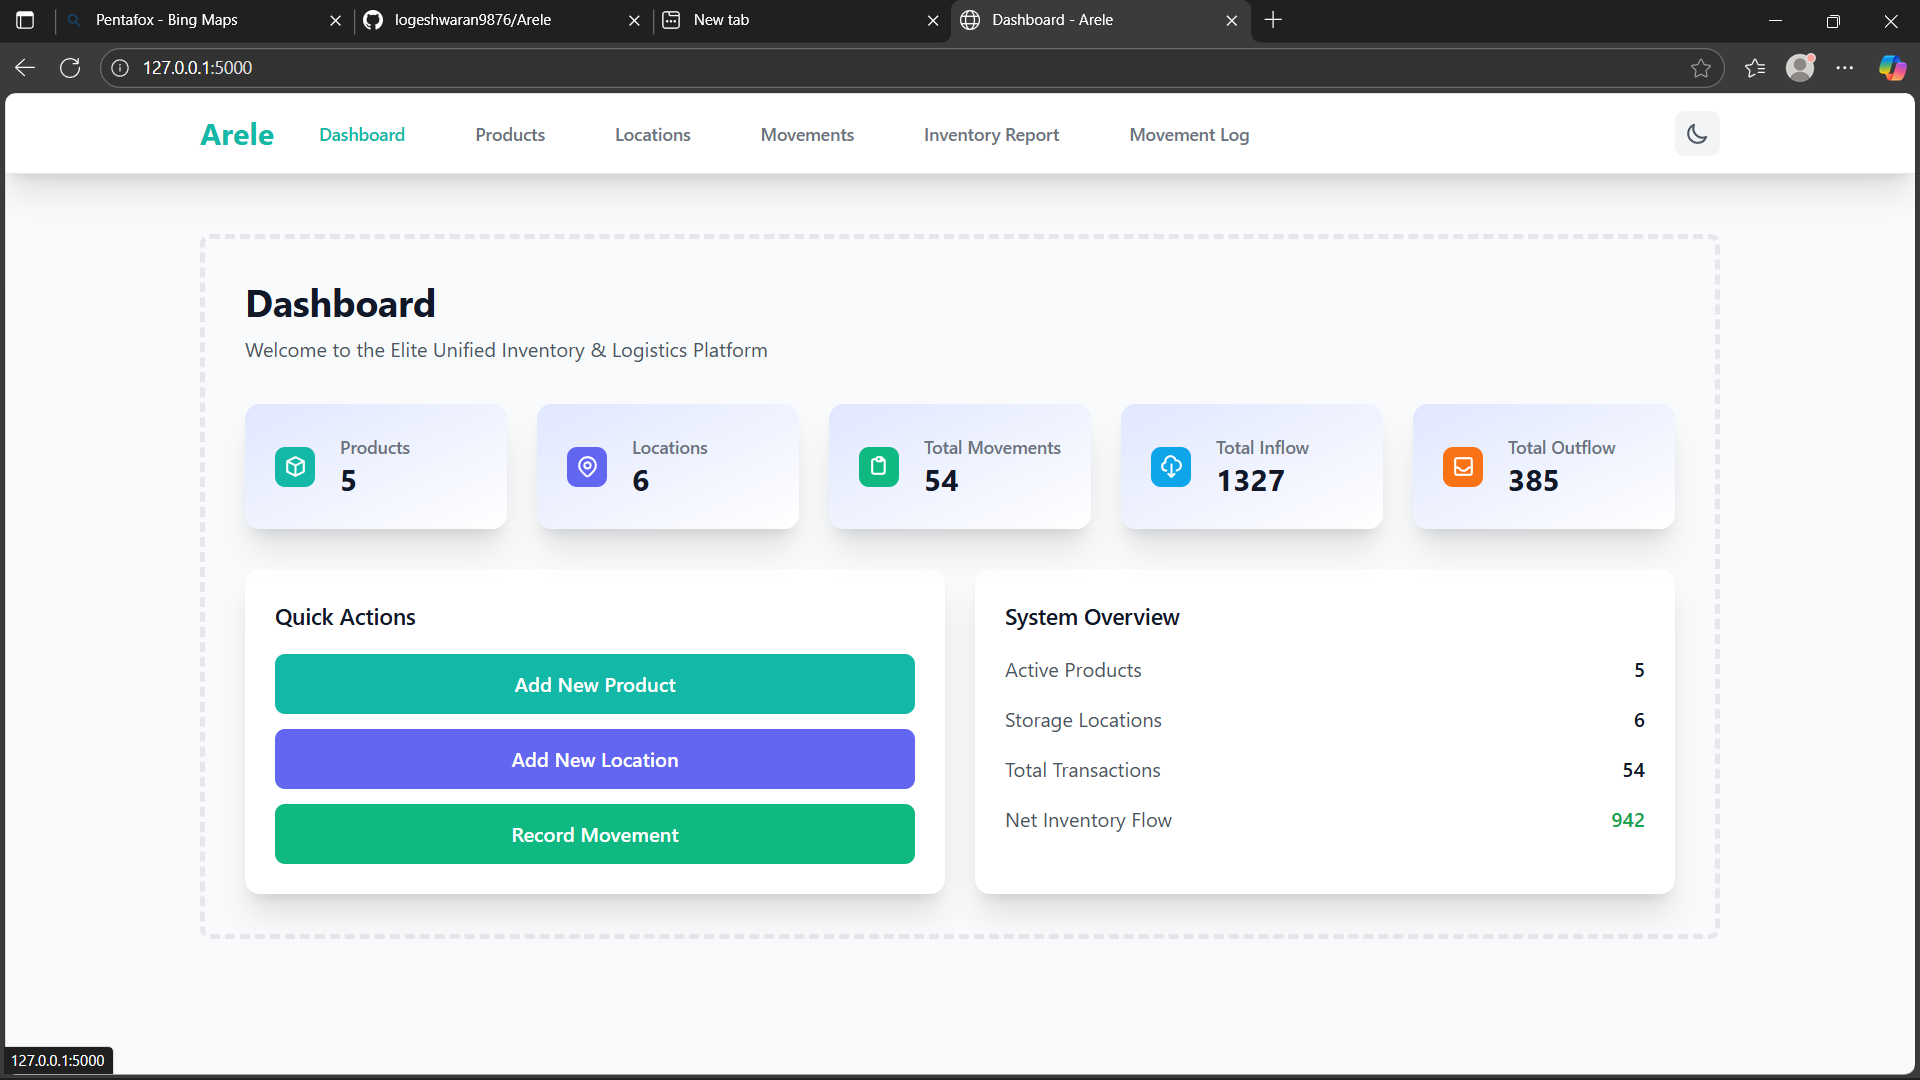 Pentafox - Bing Maps
logeshwaran9876/Arele
New tab
Dashboard - Arele
127.0.0.1:5000
Arele
Dashboard
Products
Locations
Movements
Inventory Report
Movement Log
Dashboard
Welcome to the Elite Unified Inventory & Logistics Platform
Products
5
Locations
6
Total Movements
54
Total Inflow
1327
Total Outflow
385
Quick Actions
Add New Product
Add New Location
Record Movement
System Overview
Active Products 5
Storage Locations 6
Total Transactions 54
Net Inventory Flow 942
127.0.0.1:5000